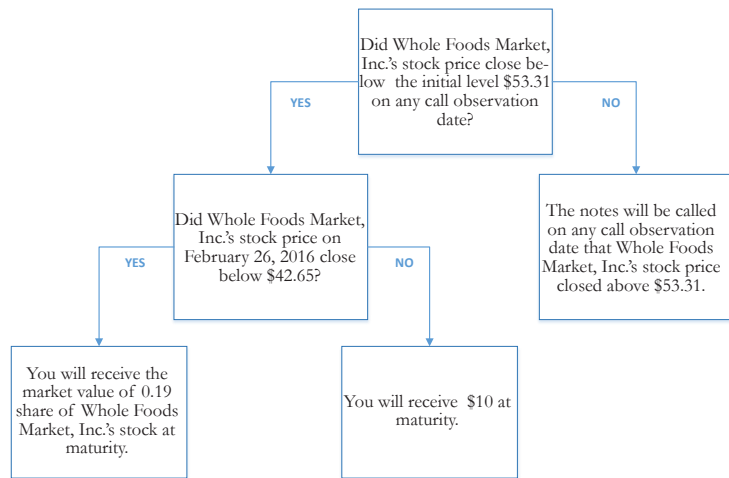 Did Whole Foods Market,
Inc.'s stock price close be-
low the initial level $53.31
on any call observation
date?
YES
NO
Did Whole Foods Market,
Inc.'s stock price on
February 26, 2016 close
below $42.65?
The notes will be called
on any call observation
date that Whole Foods
Market, Inc.'s stock price
closed above $53.31.
YES
NO
You will receive the
market value of 0.19
share of Whole Foods
Market, Inc.'s stock at
maturity.
You will receive $10 at
maturity.